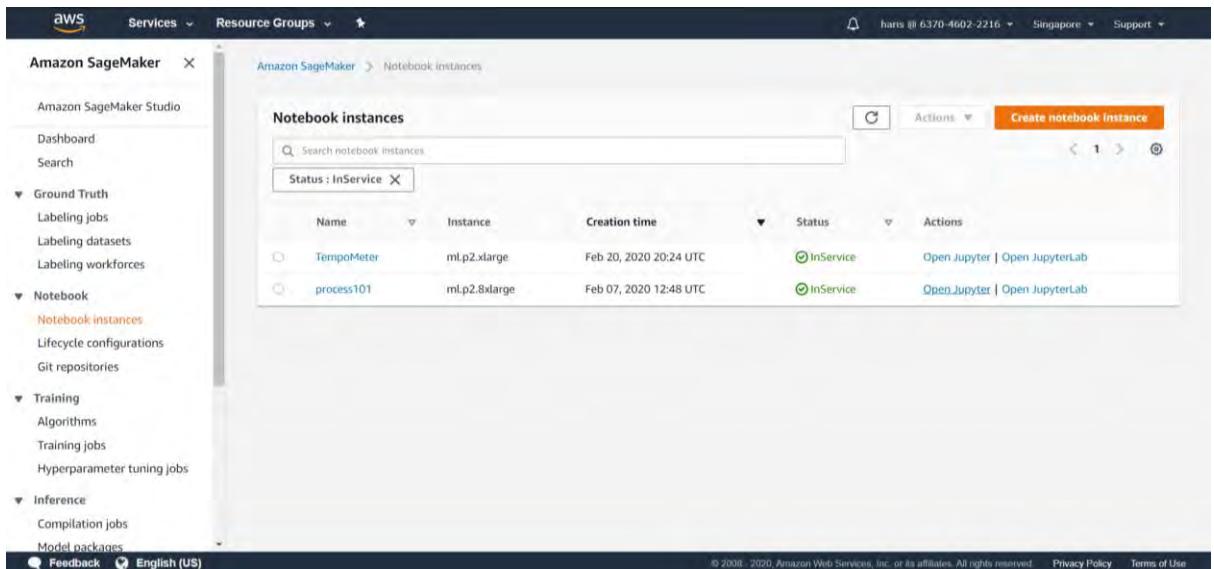 aws Services Resource Groups haris @ 6370-4602-2216 Singapore Support
Amazon SageMaker X
Amazon SageMaker Studio
Dashboard
Search
Ground Truth
Labeling jobs
Labeling datasets
Labeling workforces
Notebook
Notebook instances
Lifecycle configurations
Git repositories
Training
Algorithms
Training jobs
Hyperparameter tuning jobs
Inference
Compilation jobs
Model packages
Amazon SageMaker > Notebook instances
Notebook instances Actions Create notebook instance
Search notebook instances < 1 >
Status : InService X
Name Instance Creation time Status Actions
TempoMeter ml.p2.xlarge Feb 20, 2020 20:24 UTC InService Open Jupyter | Open JupyterLab
process101 ml.p2.8xlarge Feb 07, 2020 12:48 UTC InService Open Jupyter | Open JupyterLab
Feedback English (US) © 2008 - 2020, Amazon Web Services, Inc. or its affiliates. All rights reserved. Privacy Policy Terms of Use